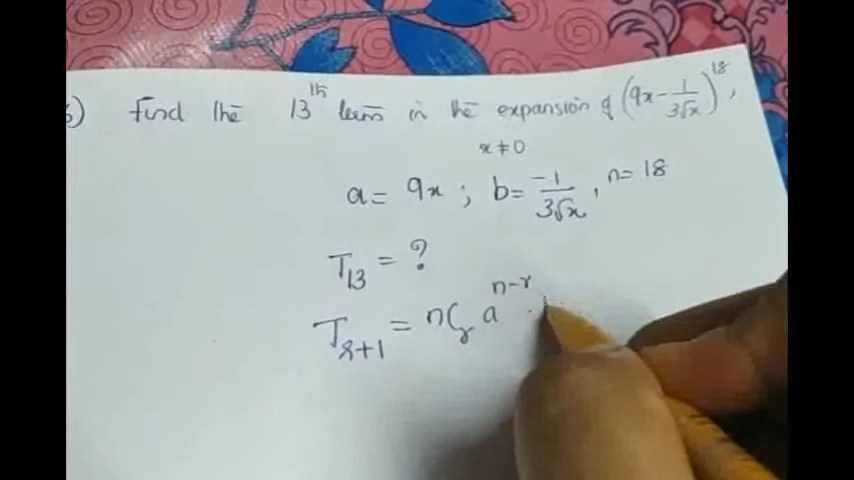 6) Find the 13th term in the expansion of (9x - 1/3√x)^18,
x ≠ 0
a = 9x ; b = -1/3√x , n = 18
T13 = ?
Tr+1 = nCr a^n-r .